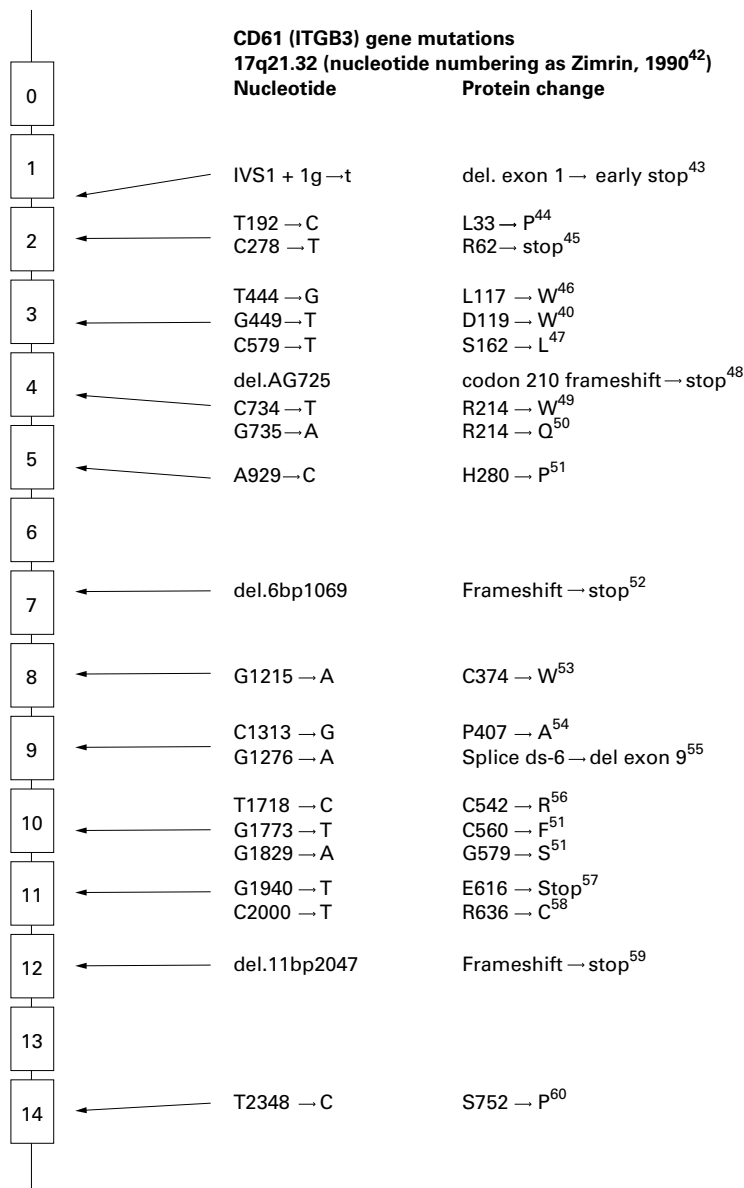 CD61 (ITGB3) gene mutations
17q21.32 (nucleotide numbering as Zimrin, 1990⁴²)
Nucleotide Protein change
0
1
IVS1 + 1g→t del. exon 1 → early stop⁴³
2
T192 → C L33 → P⁴⁴
C278 → T R62 → stop⁴⁵
3
T444 → G L117 → W⁴⁶
G449 → T D119 → W⁴⁰
C579 → T S162 → L⁴⁷
4
del.AG725 codon 210 frameshift → stop⁴⁸
C734 → T R214 → W⁴⁹
G735 → A R214 → Q⁵⁰
5
A929 → C H280 → P⁵¹
6
7
del.6bp1069 Frameshift → stop⁵²
8
G1215 → A C374 → W⁵³
9
C1313 → G P407 → A⁵⁴
G1276 → A Splice ds-6 → del exon 9⁵⁵
10
T1718 → C C542 → R⁵⁶
G1773 → T C560 → F⁵¹
G1829 → A G579 → S⁵¹
11
G1940 → T E616 → Stop⁵⁷
C2000 → T R636 → C⁵⁸
12
del.11bp2047 Frameshift → stop⁵⁹
13
14
T2348 → C S752 → P⁶⁰